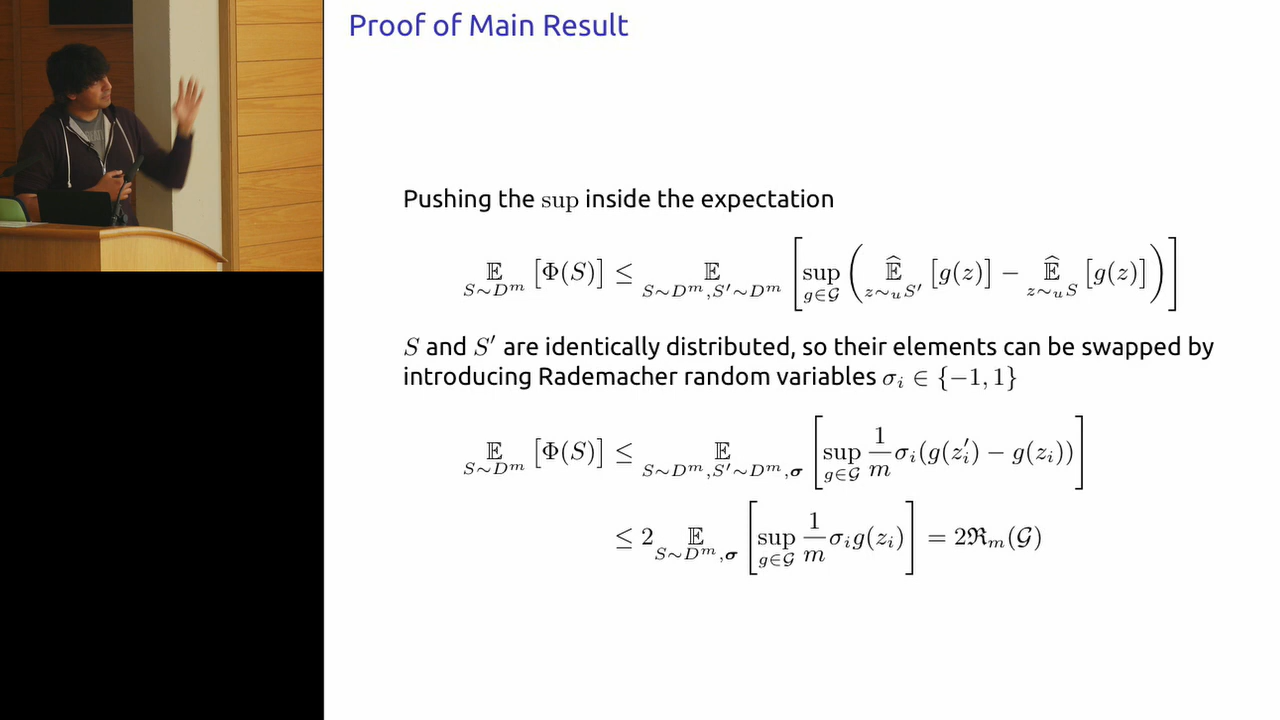 Proof of Main Result
Pushing the sup inside the expectation
𝔼_{S∼D^m} [Φ(S)] ≤ 𝔼_{S∼D^m, S′∼D^m} [ sup_{g∈𝒢} ( 𝔼̂_{z∼_u S′} [g(z)] − 𝔼̂_{z∼_u S} [g(z)] ) ]
S and S′ are identically distributed, so their elements can be swapped by
introducing Rademacher random variables σ_i ∈ {−1, 1}
𝔼_{S∼D^m} [Φ(S)] ≤ 𝔼_{S∼D^m, S′∼D^m, σ} [ sup_{g∈𝒢} 1/m σ_i(g(z′_i) − g(z_i)) ]
≤ 2 𝔼_{S∼D^m, σ} [ sup_{g∈𝒢} 1/m σ_i g(z_i) ] = 2ℜ_m(𝒢)